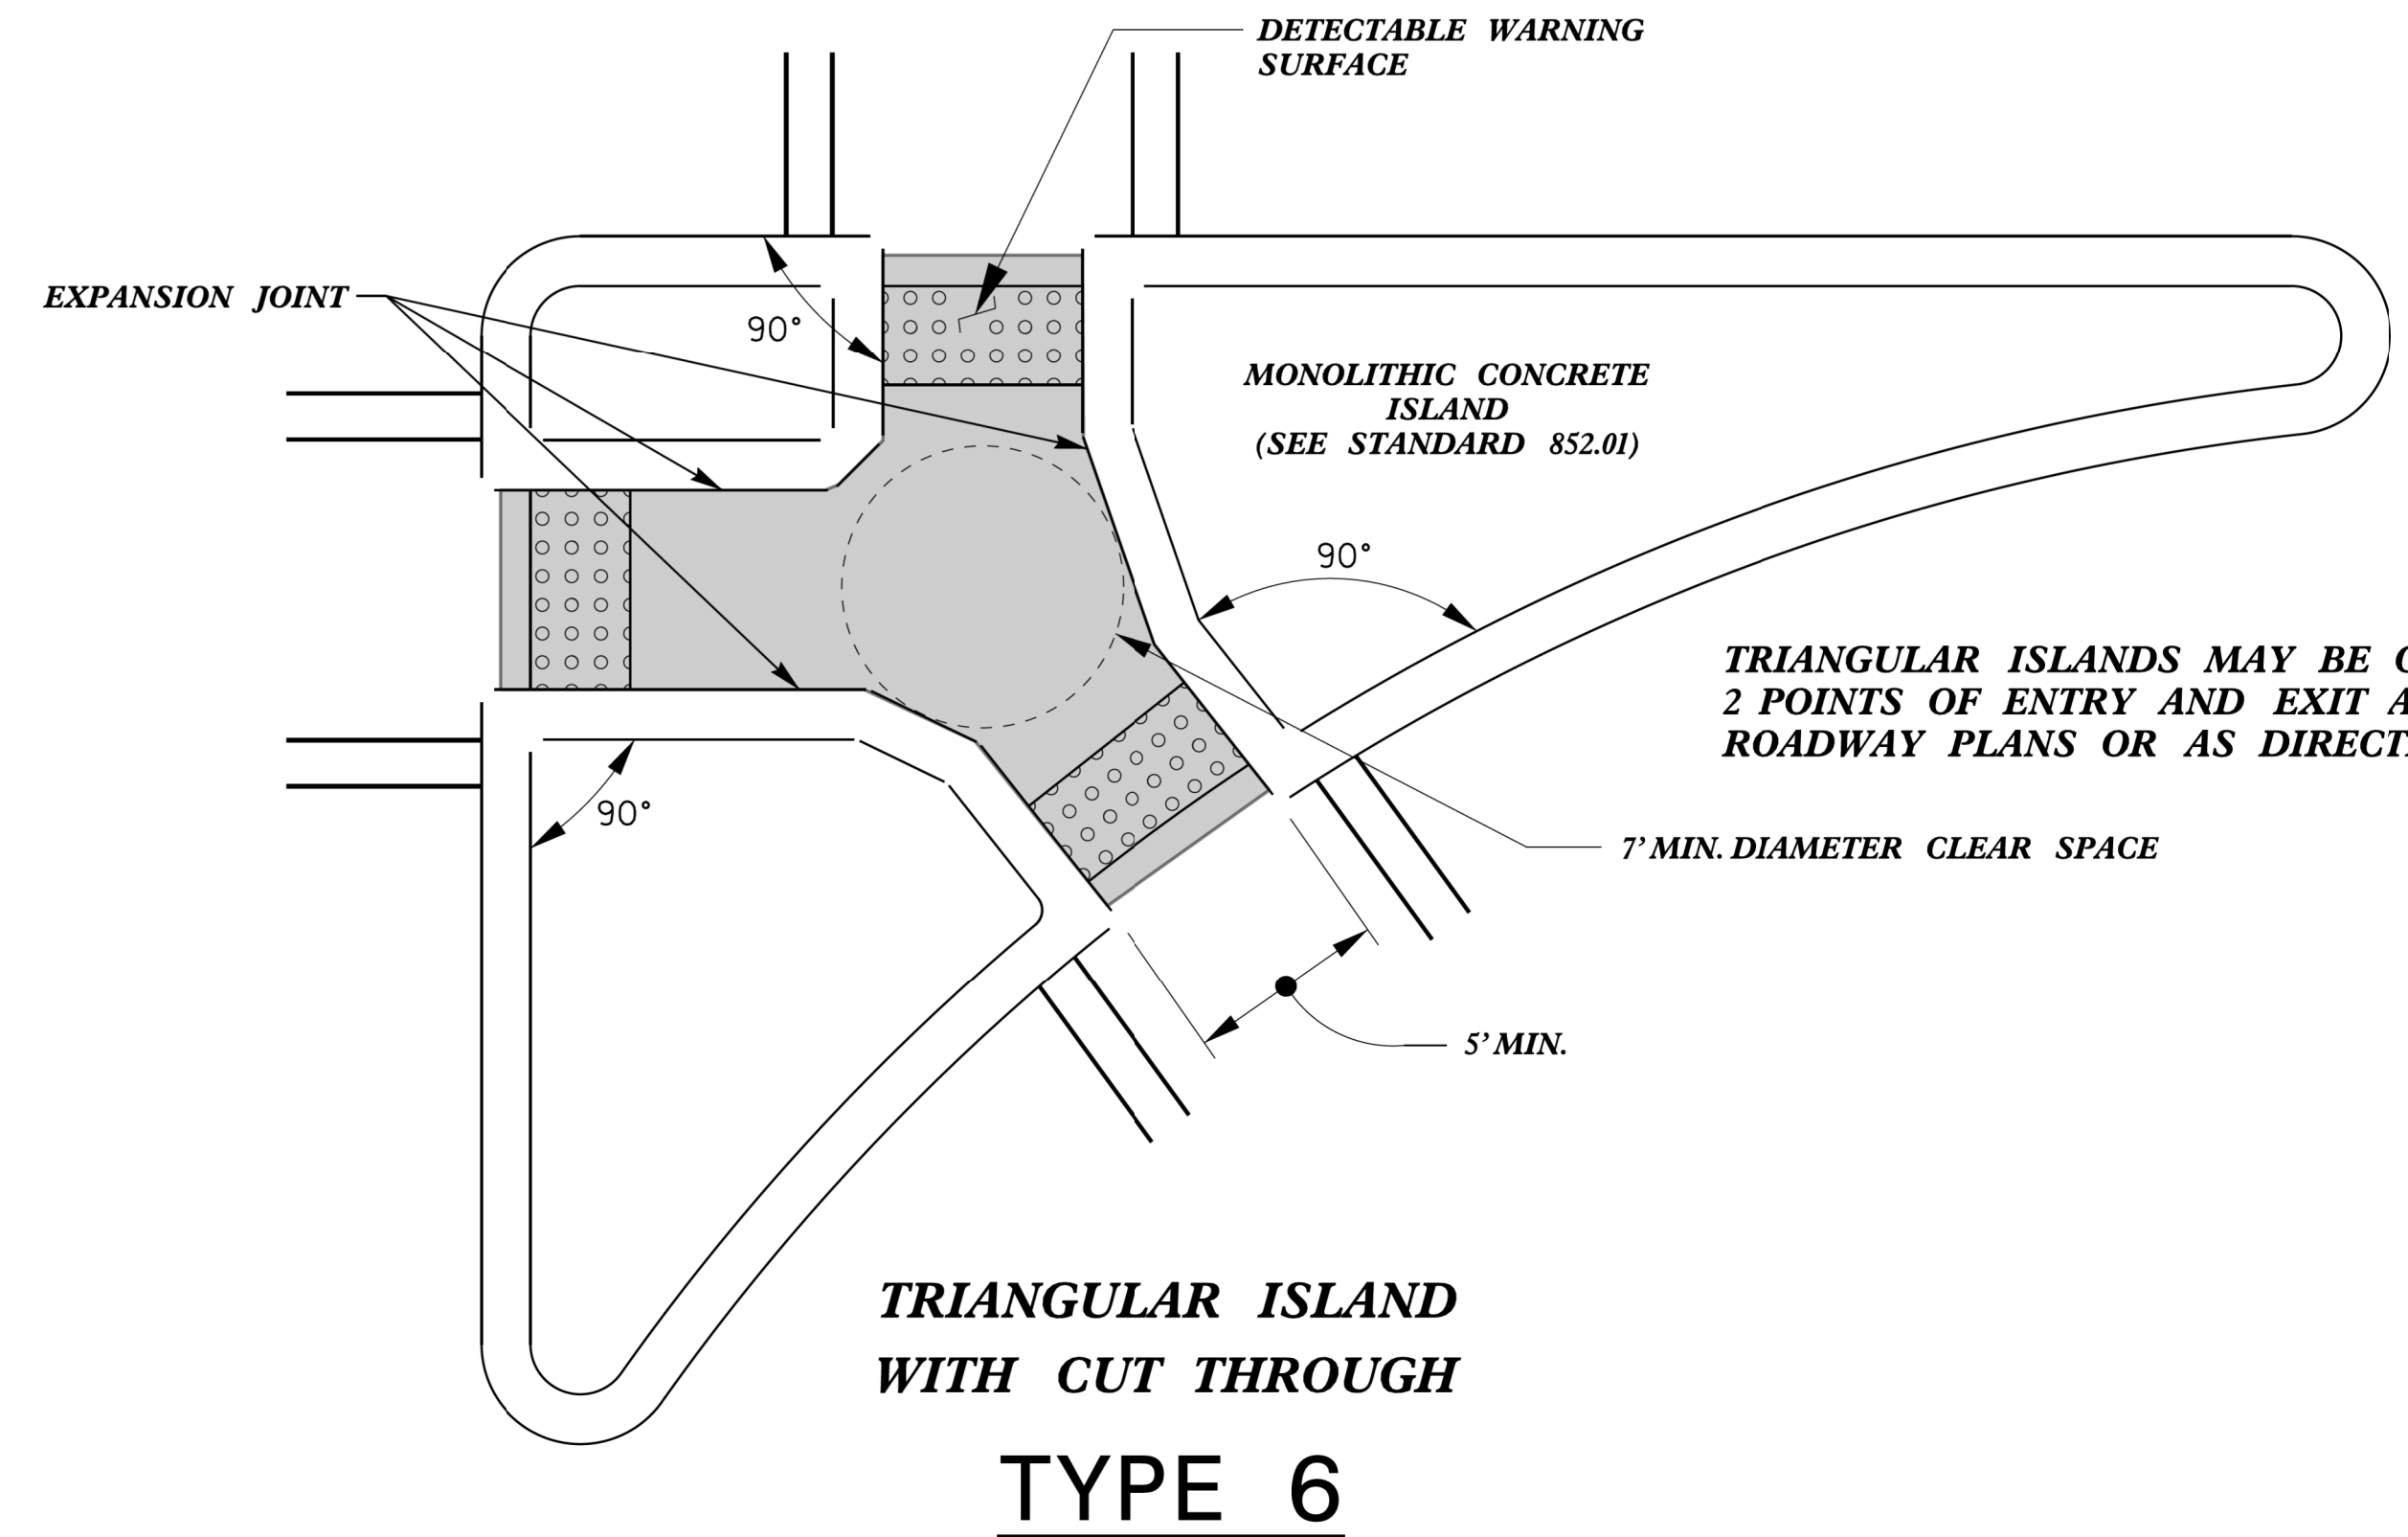 DETECTABLE WARNING
SURFACE
EXPANSION JOINT
90°
MONOLITHIC CONCRETE
ISLAND
(SEE STANDARD 852.01)
90°
TRIANGULAR ISLANDS MAY BE
2 POINTS OF ENTRY AND EXIT
ROADWAY PLANS OR AS
90°
7' MIN. DIAMETER CLEAR SPACE
5' MIN.
TRIANGULAR ISLAND
WITH CUT THROUGH
TYPE 6